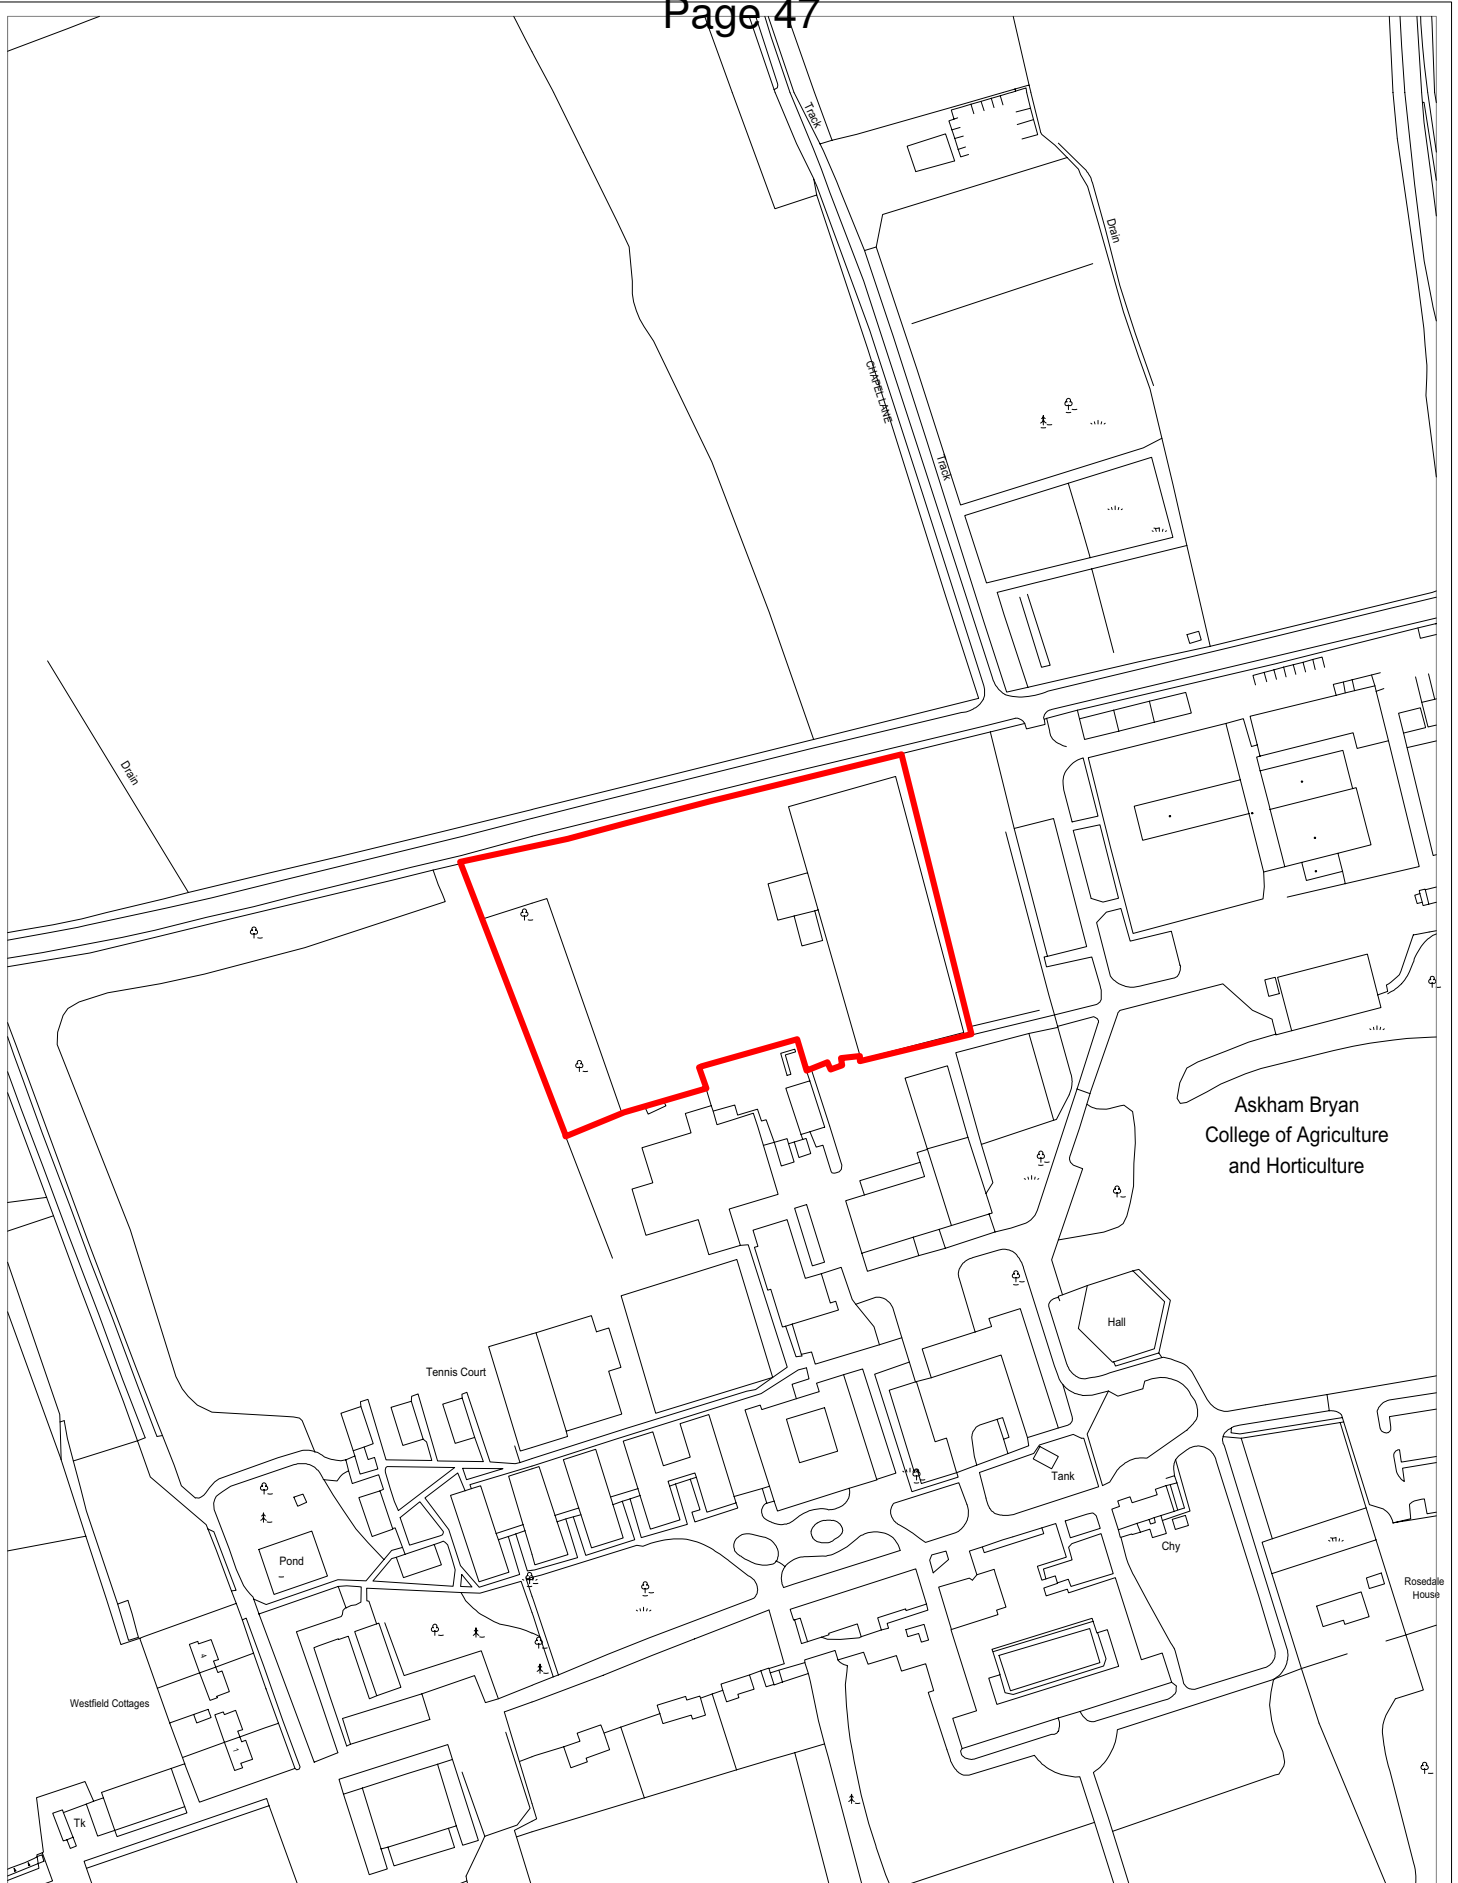 Page 47
Track
Drain
CHAPEL LANE
Track
Drain
Askham Bryan
College of Agriculture
and Horticulture
Hall
Tennis Court
Tank
Pond
Chy
Rosedale
House
Westfield Cottages
Tk